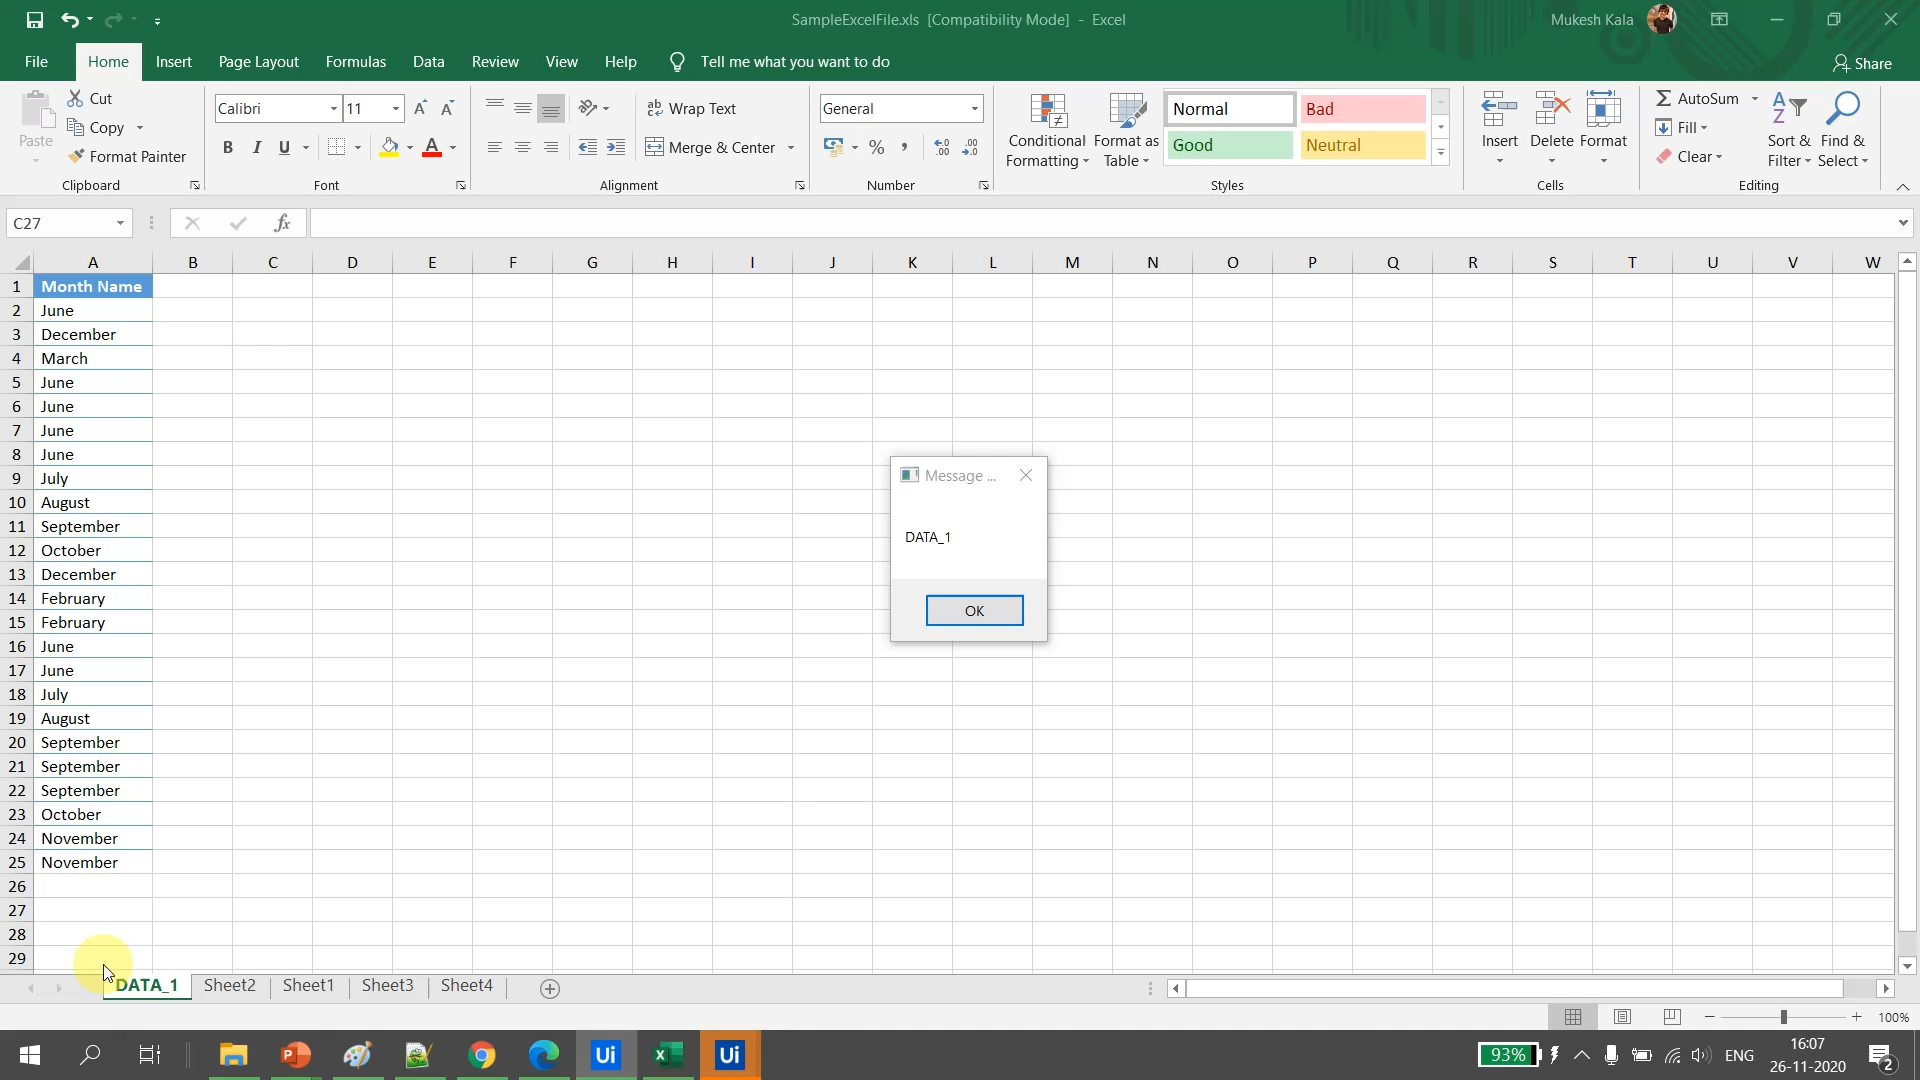 SampleExcelFile.xls [Compatibility Mode] - Excel
Mukesh Kala
File Home Insert Page Layout Formulas Data Review View Help Tell me what you want to do Share
Paste Cut Copy Format Painter
Clipboard
Calibri 11
B I U A
Font
ab Wrap Text
Merge & Center
Alignment
General
% ,
Number
Conditional Formatting
Format as Table
Normal Bad
Good Neutral
Styles
Insert Delete Format
Cells
AutoSum
Fill
Clear
Sort & Filter
Find & Select
Editing
C27 fx
A B C D E F G H I J K L M N O P Q R S T U V W
1 Month Name
2 June
3 December
4 March
5 June
6 June
7 June
8 June
9 July
10 August
11 September
12 October
13 December
14 February
15 February
16 June
17 June
18 July
19 August
20 September
21 September
22 September
23 October
24 November
25 November
26
27
28
29
Message ...
DATA_1
OK
DATA_1 Sheet2 Sheet1 Sheet3 Sheet4
100%
Ui Ui
93% ENG 16:07
26-11-2020
2